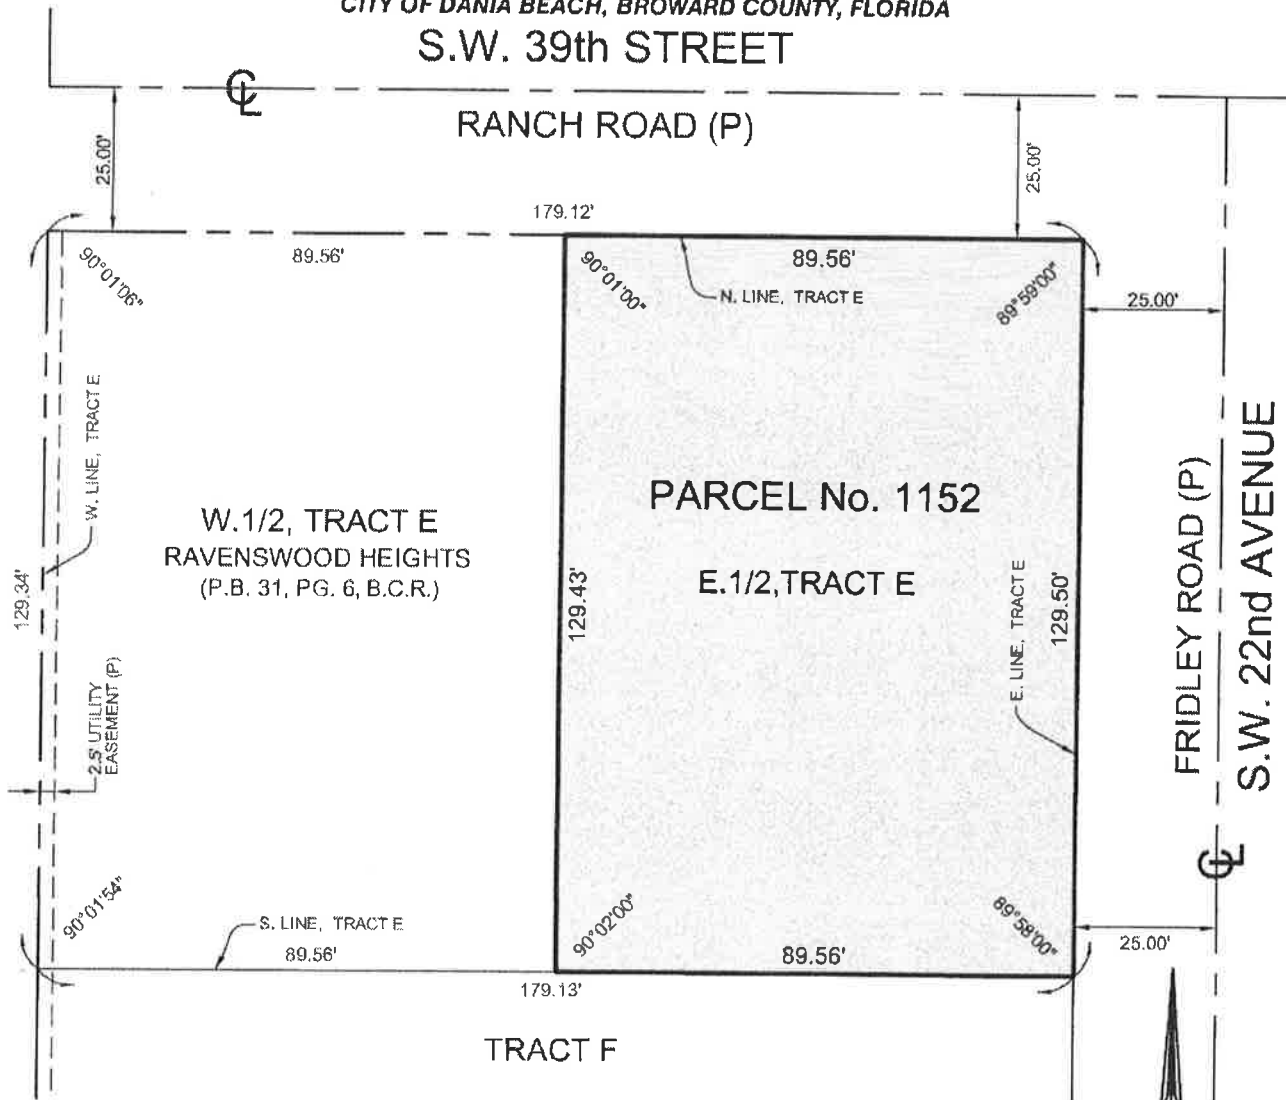 CITY OF DANIA BEACH, BROWARD COUNTY, FLORIDA
S.W. 39th STREET
CL
RANCH ROAD (P)
25.00'
25.00'
179.12'
89.56'
89.56'
90°01'06"
90°01'00"
N. LINE, TRACT E
89°59'00"
25.00'
W. LINE, TRACT E
129.34'
W.1/2, TRACT E
RAVENSWOOD HEIGHTS
(P.B. 31, PG. 6, B.C.R.)
PARCEL No. 1152
E.1/2,TRACT E
129.43'
E. LINE, TRACT E
129.50'
FRIDLEY ROAD (P)
S.W. 22nd AVENUE
2.5' UTILITY
EASEMENT (P)
CL
90°01'54"
S. LINE, TRACT E
89.56'
90°02'00"
89.56'
89°58'00"
25.00'
179.13'
TRACT F